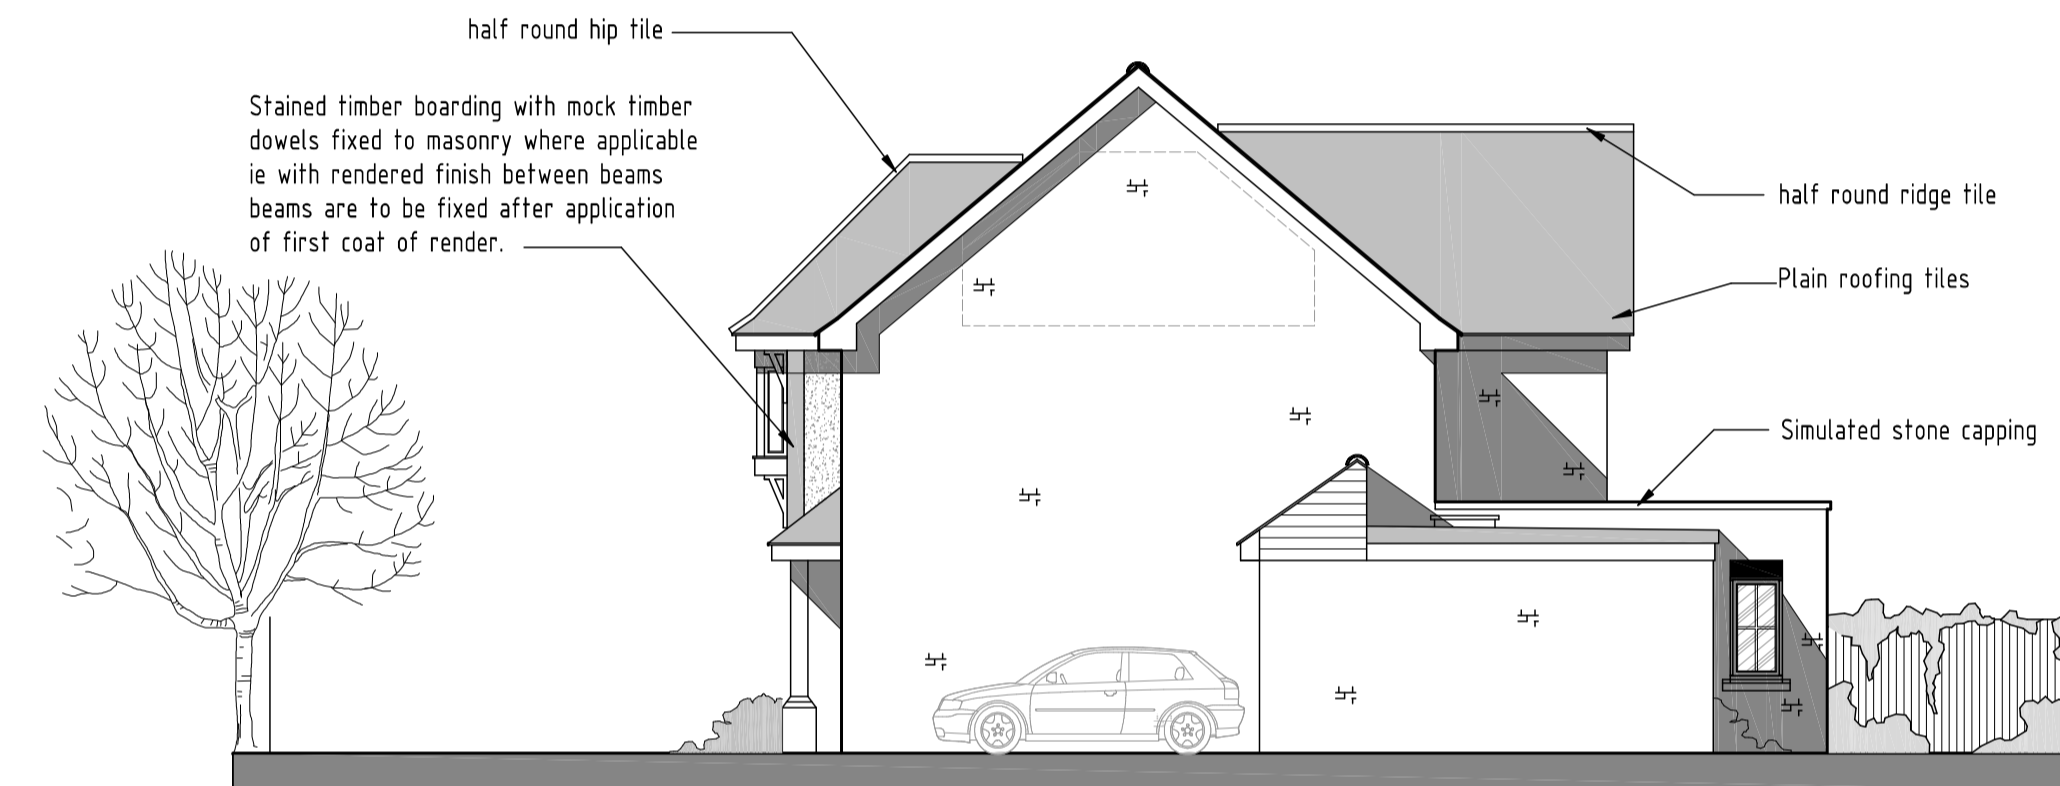 half round hip tile
Stained timber boarding with mock timber
dowels fixed to masonry where applicable
ie with rendered finish between beams
beams are to be fixed after application
of first coat of render.
half round ridge tile
Plain roofing tiles
Simulated stone capping